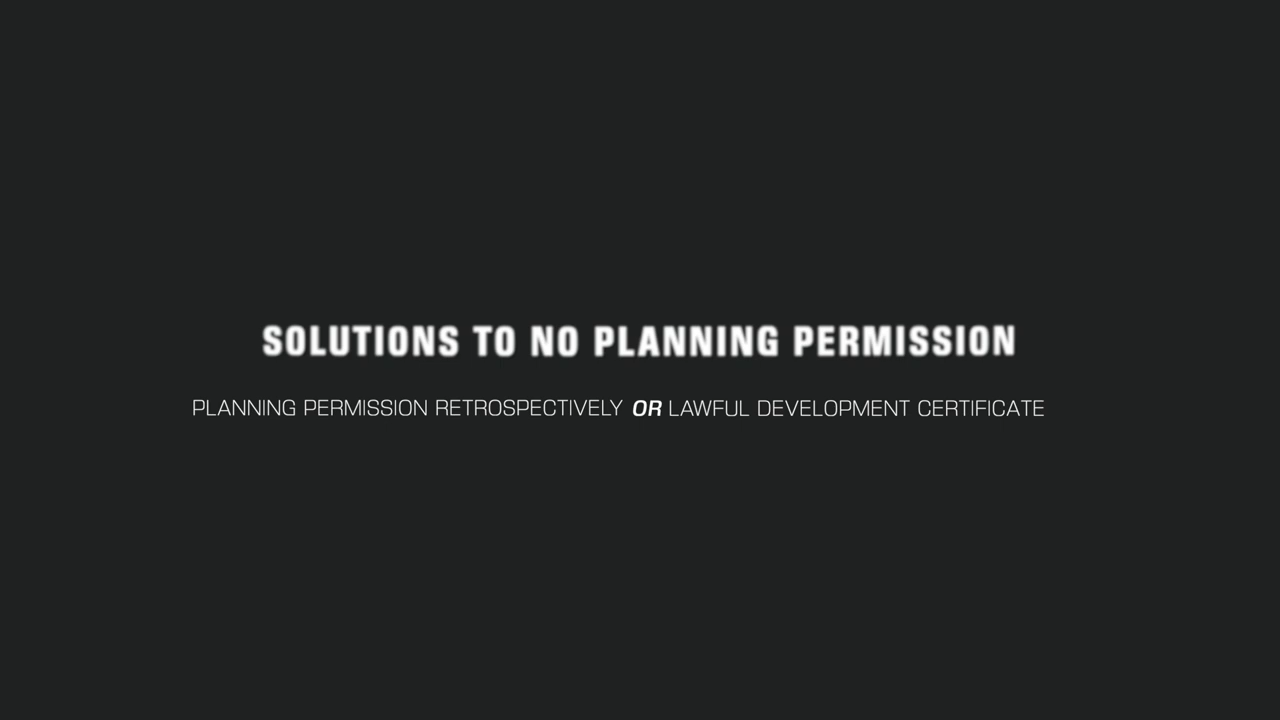 SOLUTIONS TO NO PLANNING PERMISSION
PLANNING PERMISSION RETROSPECTIVELY OR LAWFUL DEVELOPMENT CERTIFICATE